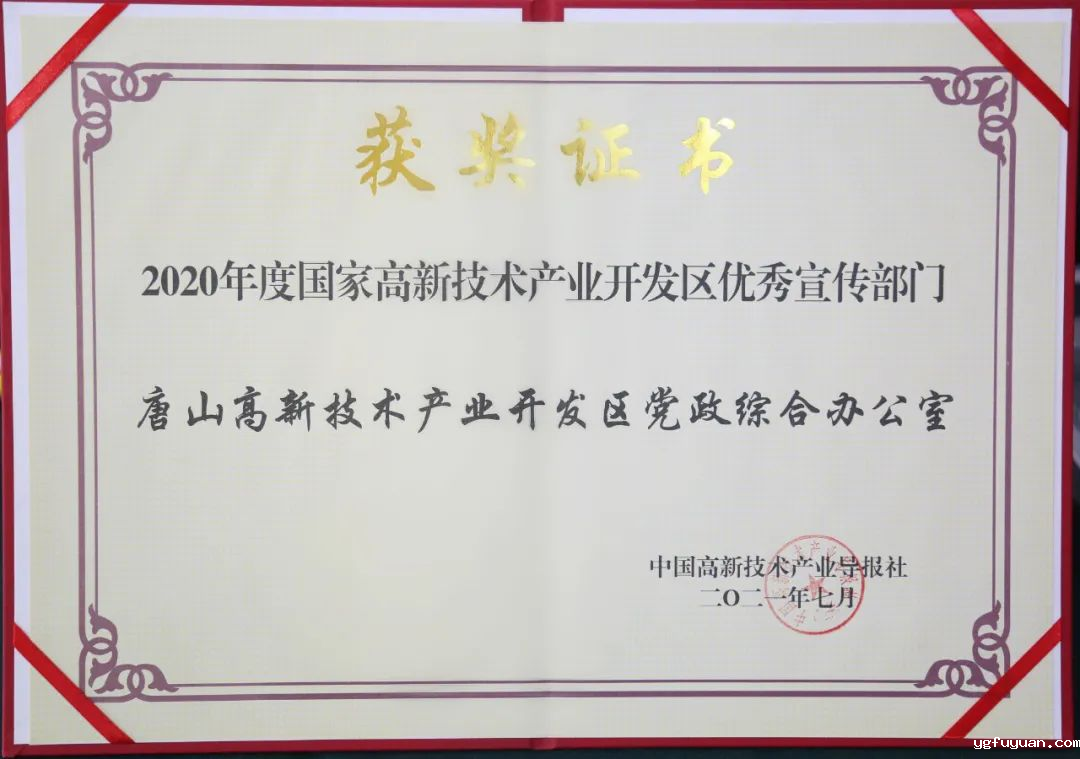 获奖证书
2020年度国家高新技术产业开发区优秀宣传部门
唐山高新技术产业开发区党政综合办公室
中国高新技术产业导报社
二〇二一年七月
ygfuyuan.com